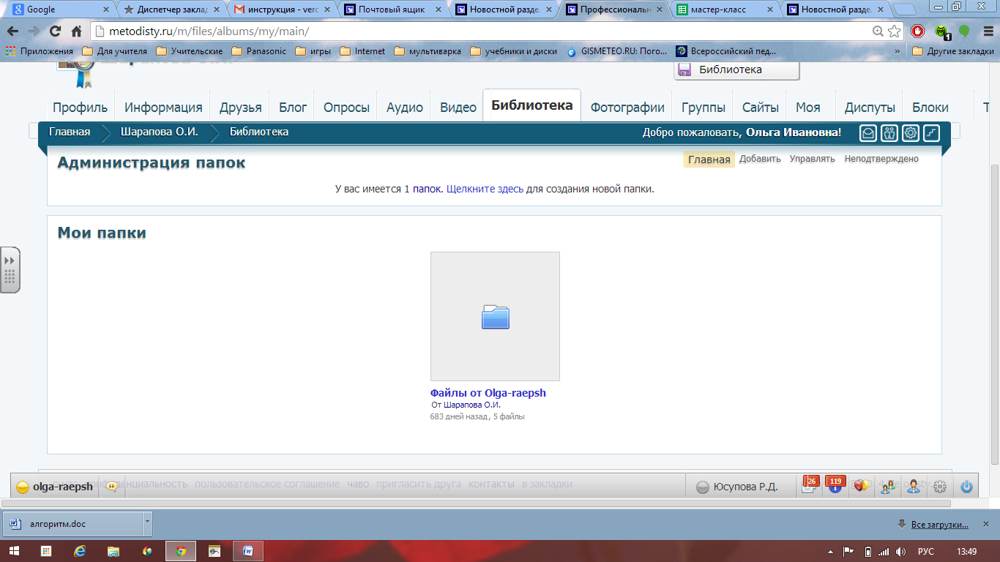 Google
Диспетчер заклад
инструкция - verc
Почтовый ящик
Новостной разде
Профессиональн
мастер-класс
Новостной разде
metodisty.ru/m/files/albums/my/main/
1
Приложения Для учителя Учительские Panasonic игры Internet мультиварка учебники и диски GISMETEO.RU: Пого... Всероссийский пед... » Другие закладки
Шарапова О.И.
Библиотека
Профиль Информация Друзья Блог Опросы Аудио Видео Библиотека Фотографии Группы Сайты Моя Диспуты Блоки
Главная Шарапова О.И. Библиотека Добро пожаловать, Ольга Ивановна!
Администрация папок
Главная Добавить Управлять Неподтверждено
У вас имеется 1 папок. Щелкните здесь для создания новой папки.
Мои папки
Файлы от Olga-raepsh
От Шарапова О.И.
683 дней назад, 5 файлы
пользовательское соглашение чаво пригласить друга контакты в закладки
olga-raepsh
Юсупова Р.Д.
26
119
алгоритм.doc
Все загрузки...
РУС
13:49